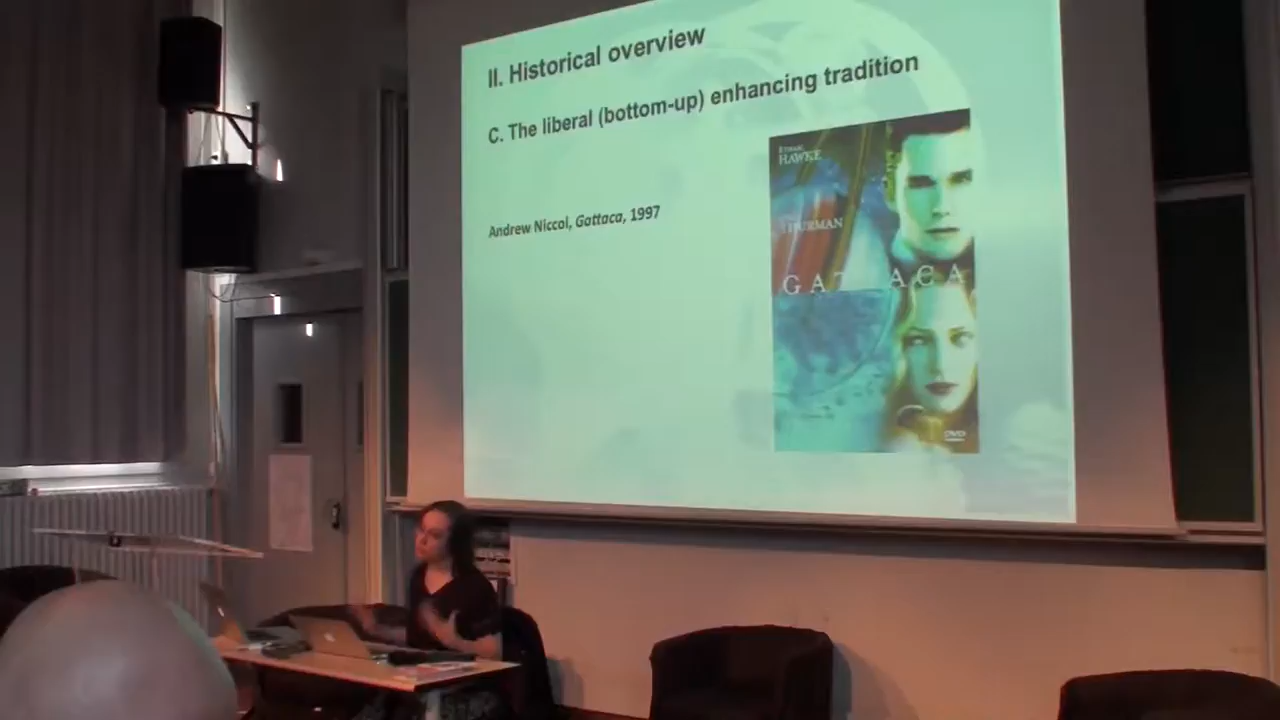 II. Historical overview
C. The liberal (bottom-up) enhancing tradition
Andrew Niccol, Gattaca, 1997
HAWKE
THURMAN
GATTACA
DVD